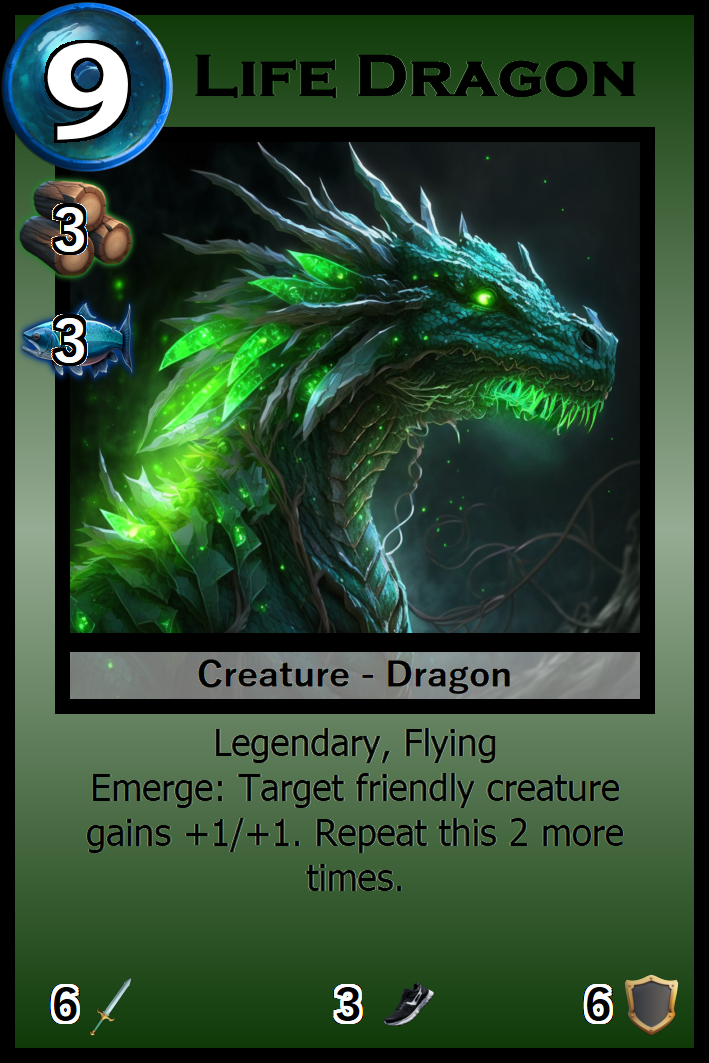 9
Life Dragon
3
3
Creature - Dragon
Legendary, Flying
Emerge: Target friendly creature
gains +1/+1. Repeat this 2 more
times.
6 3 6